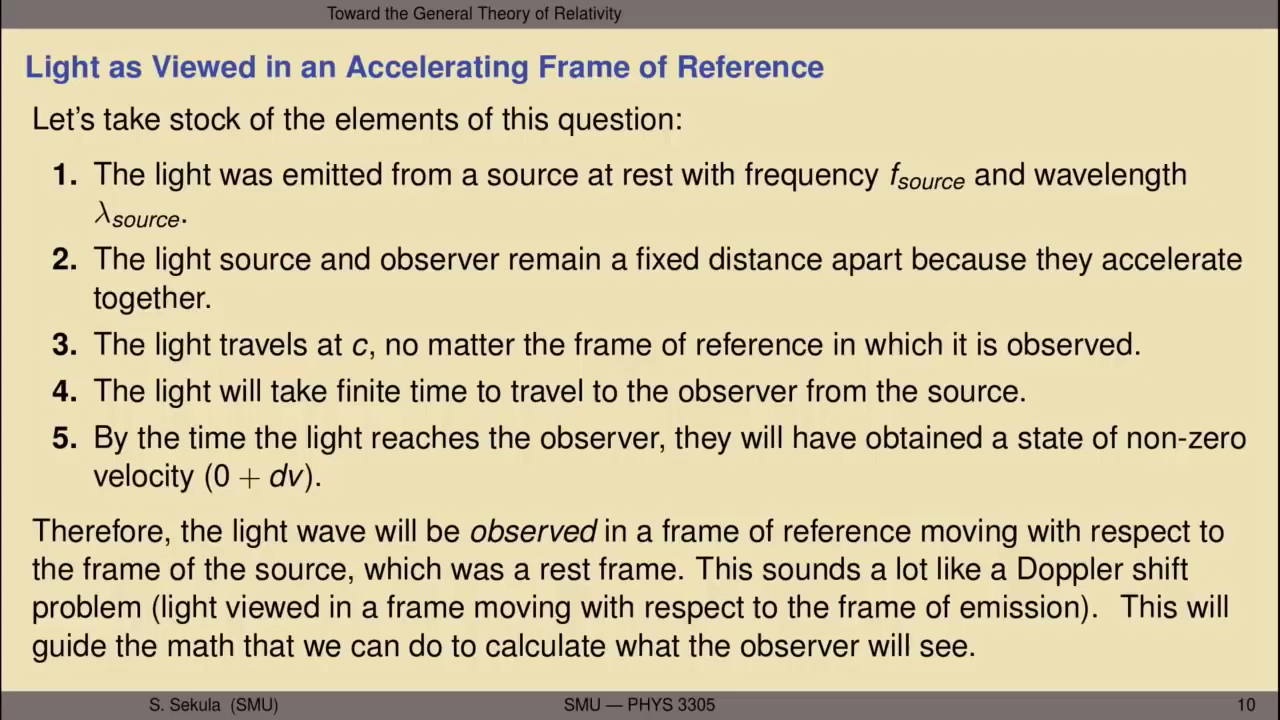 Toward the General Theory of Relativity
Light as Viewed in an Accelerating Frame of Reference
Let's take stock of the elements of this question:
1. The light was emitted from a source at rest with frequency f_source and wavelength
λ_source.
2. The light source and observer remain a fixed distance apart because they accelerate
together.
3. The light travels at c, no matter the frame of reference in which it is observed.
4. The light will take finite time to travel to the observer from the source.
5. By the time the light reaches the observer, they will have obtained a state of non-zero
velocity (0 + dv).
Therefore, the light wave will be observed in a frame of reference moving with respect to
the frame of the source, which was a rest frame. This sounds a lot like a Doppler shift
problem (light viewed in a frame moving with respect to the frame of emission). This will
guide the math that we can do to calculate what the observer will see.
S. Sekula (SMU) SMU — PHYS 3305 10